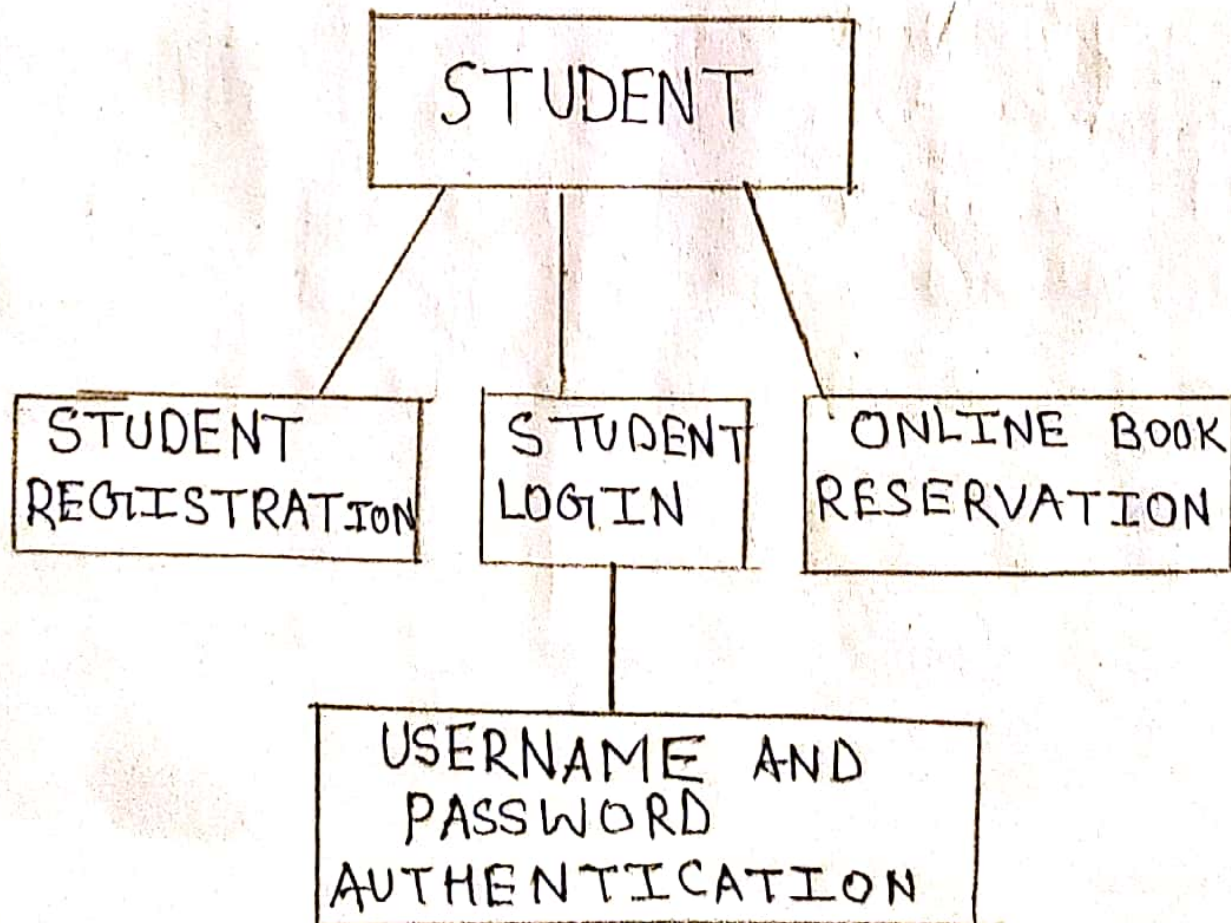 STUDENT
STUDENT
REGISTRATION
STUDENT
LOGIN
ONLINE BOOK
RESERVATION
USERNAME AND
PASSWORD
AUTHENTICATION